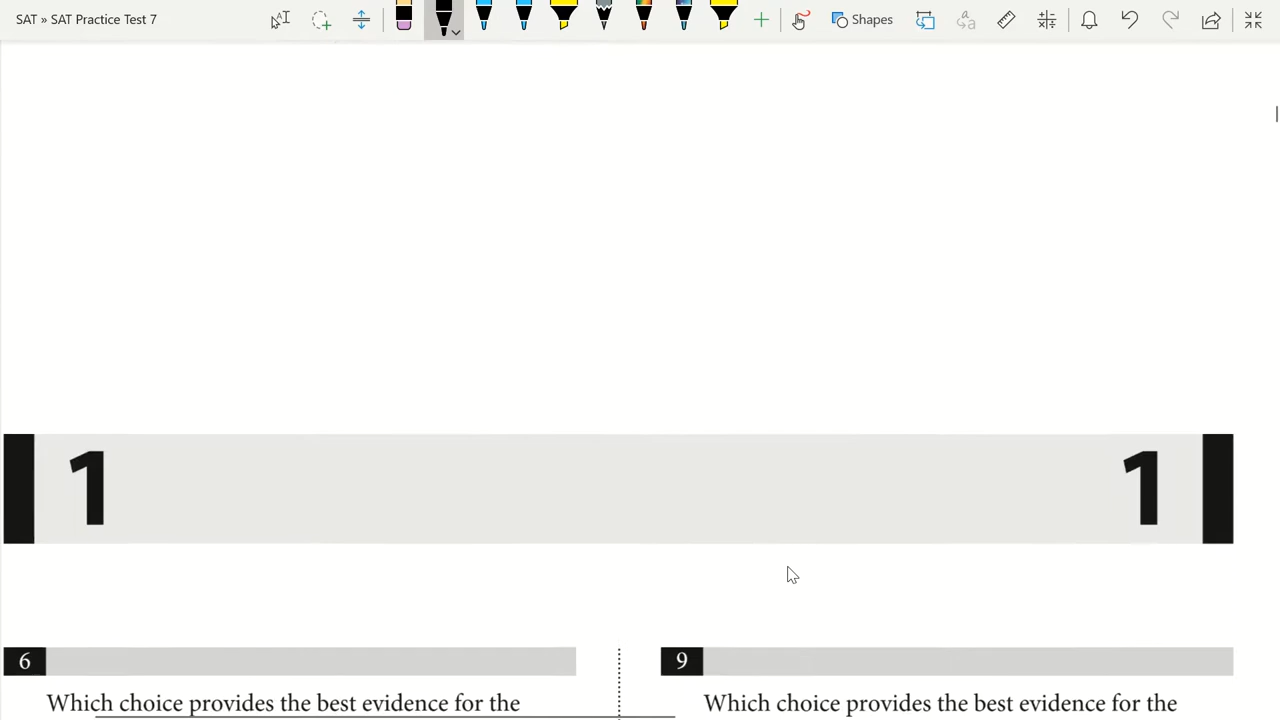 SAT » SAT Practice Test 7
Shapes
1
1
6
Which choice provides the best evidence for the
9
Which choice provides the best evidence for the